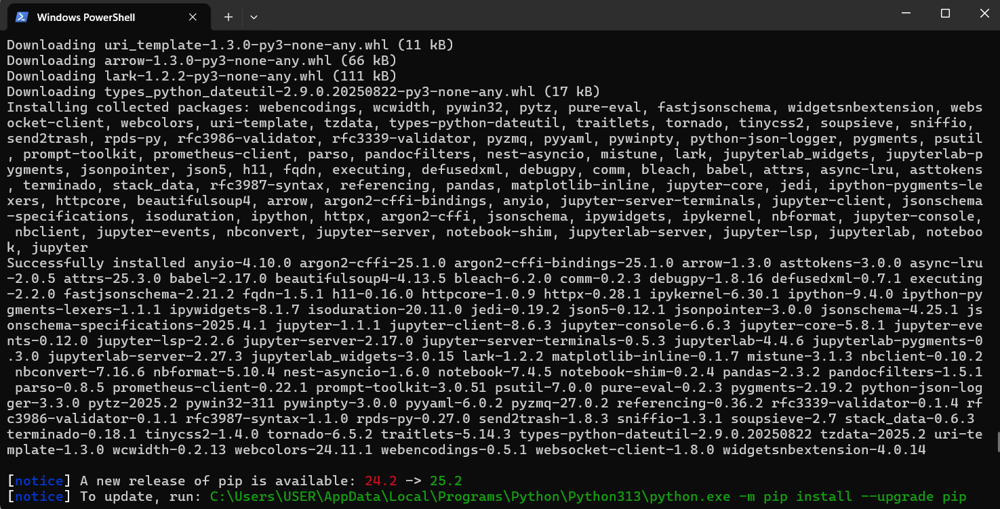 Windows PowerShell
Downloading uri_template-1.3.0-py3-none-any.whl (11 kB)
Downloading arrow-1.3.0-py3-none-any.whl (66 kB)
Downloading lark-1.2.2-py3-none-any.whl (111 kB)
Downloading types_python_dateutil-2.9.0.20250822-py3-none-any.whl (17 kB)
Installing collected packages: webencodings, wcwidth, pywin32, pytz, pure-eval, fastjsonschema, widgetsnbextension, webs
ocket-client, webcolors, uri-template, tzdata, types-python-dateutil, traitlets, tornado, tinycss2, soupsieve, sniffio,
send2trash, rpds-py, rfc3986-validator, rfc3339-validator, pyzmq, pyyaml, pywinpty, python-json-logger, pygments, psutil
, prompt-toolkit, prometheus-client, parso, pandocfilters, nest-asyncio, mistune, lark, jupyterlab_widgets, jupyterlab-p
ygments, jsonpointer, json5, h11, fqdn, executing, defusedxml, debugpy, comm, bleach, babel, attrs, async-lru, asttokens
, terminado, stack_data, rfc3987-syntax, referencing, pandas, matplotlib-inline, jupyter-core, jedi, ipython-pygments-le
xers, httpcore, beautifulsoup4, arrow, argon2-cffi-bindings, anyio, jupyter-server-terminals, jupyter-client, jsonschema
-specifications, isoduration, ipython, httpx, argon2-cffi, jsonschema, ipywidgets, ipykernel, nbformat, jupyter-console,
nbclient, jupyter-events, nbconvert, jupyter-server, notebook-shim, jupyterlab-server, jupyter-lsp, jupyterlab, noteboo
k, jupyter
Successfully installed anyio-4.10.0 argon2-cffi-25.1.0 argon2-cffi-bindings-25.1.0 arrow-1.3.0 asttokens-3.0.0 async-lru
-2.0.5 attrs-25.3.0 babel-2.17.0 beautifulsoup4-4.13.5 bleach-6.2.0 comm-0.2.3 debugpy-1.8.16 defusedxml-0.7.1 executing
-2.2.0 fastjsonschema-2.21.2 fqdn-1.5.1 h11-0.16.0 httpcore-1.0.9 httpx-0.28.1 ipykernel-6.30.1 ipython-9.4.0 ipython-py
gments-lexers-1.1.1 ipywidgets-8.1.7 isoduration-20.11.0 jedi-0.19.2 json5-0.12.1 jsonpointer-3.0.0 jsonschema-4.25.1 js
onschema-specifications-2025.4.1 jupyter-1.1.1 jupyter-client-8.6.3 jupyter-console-6.6.3 jupyter-core-5.8.1 jupyter-eve
nts-0.12.0 jupyter-lsp-2.2.6 jupyter-server-2.17.0 jupyter-server-terminals-0.5.3 jupyterlab-4.4.6 jupyterlab-pygments-0
.3.0 jupyterlab-server-2.27.3 jupyterlab_widgets-3.0.15 lark-1.2.2 matplotlib-inline-0.1.7 mistune-3.1.3 nbclient-0.10.2
nbconvert-7.16.6 nbformat-5.10.4 nest-asyncio-1.6.0 notebook-7.4.5 notebook-shim-0.2.4 pandas-2.3.2 pandocfilters-1.5.1
parso-0.8.5 prometheus-client-0.22.1 prompt-toolkit-3.0.51 psutil-7.0.0 pure-eval-0.2.3 pygments-2.19.2 python-json-log
ger-3.3.0 pytz-2025.2 pywin32-311 pywinpty-3.0.0 pyyaml-6.0.2 pyzmq-27.0.2 referencing-0.36.2 rfc3339-validator-0.1.4 rf
c3986-validator-0.1.1 rfc3987-syntax-1.1.0 rpds-py-0.27.0 send2trash-1.8.3 sniffio-1.3.1 soupsieve-2.7 stack_data-0.6.3
terminado-0.18.1 tinycss2-1.4.0 tornado-6.5.2 traitlets-5.14.3 types-python-dateutil-2.9.0.20250822 tzdata-2025.2 uri-te
mplate-1.3.0 wcwidth-0.2.13 webcolors-24.11.1 webencodings-0.5.1 websocket-client-1.8.0 widgetsnbextension-4.0.14
[notice] A new release of pip is available: 24.2 -> 25.2
[notice] To update, run: C:\Users\USER\AppData\Local\Programs\Python\Python313\python.exe -m pip install --upgrade pip